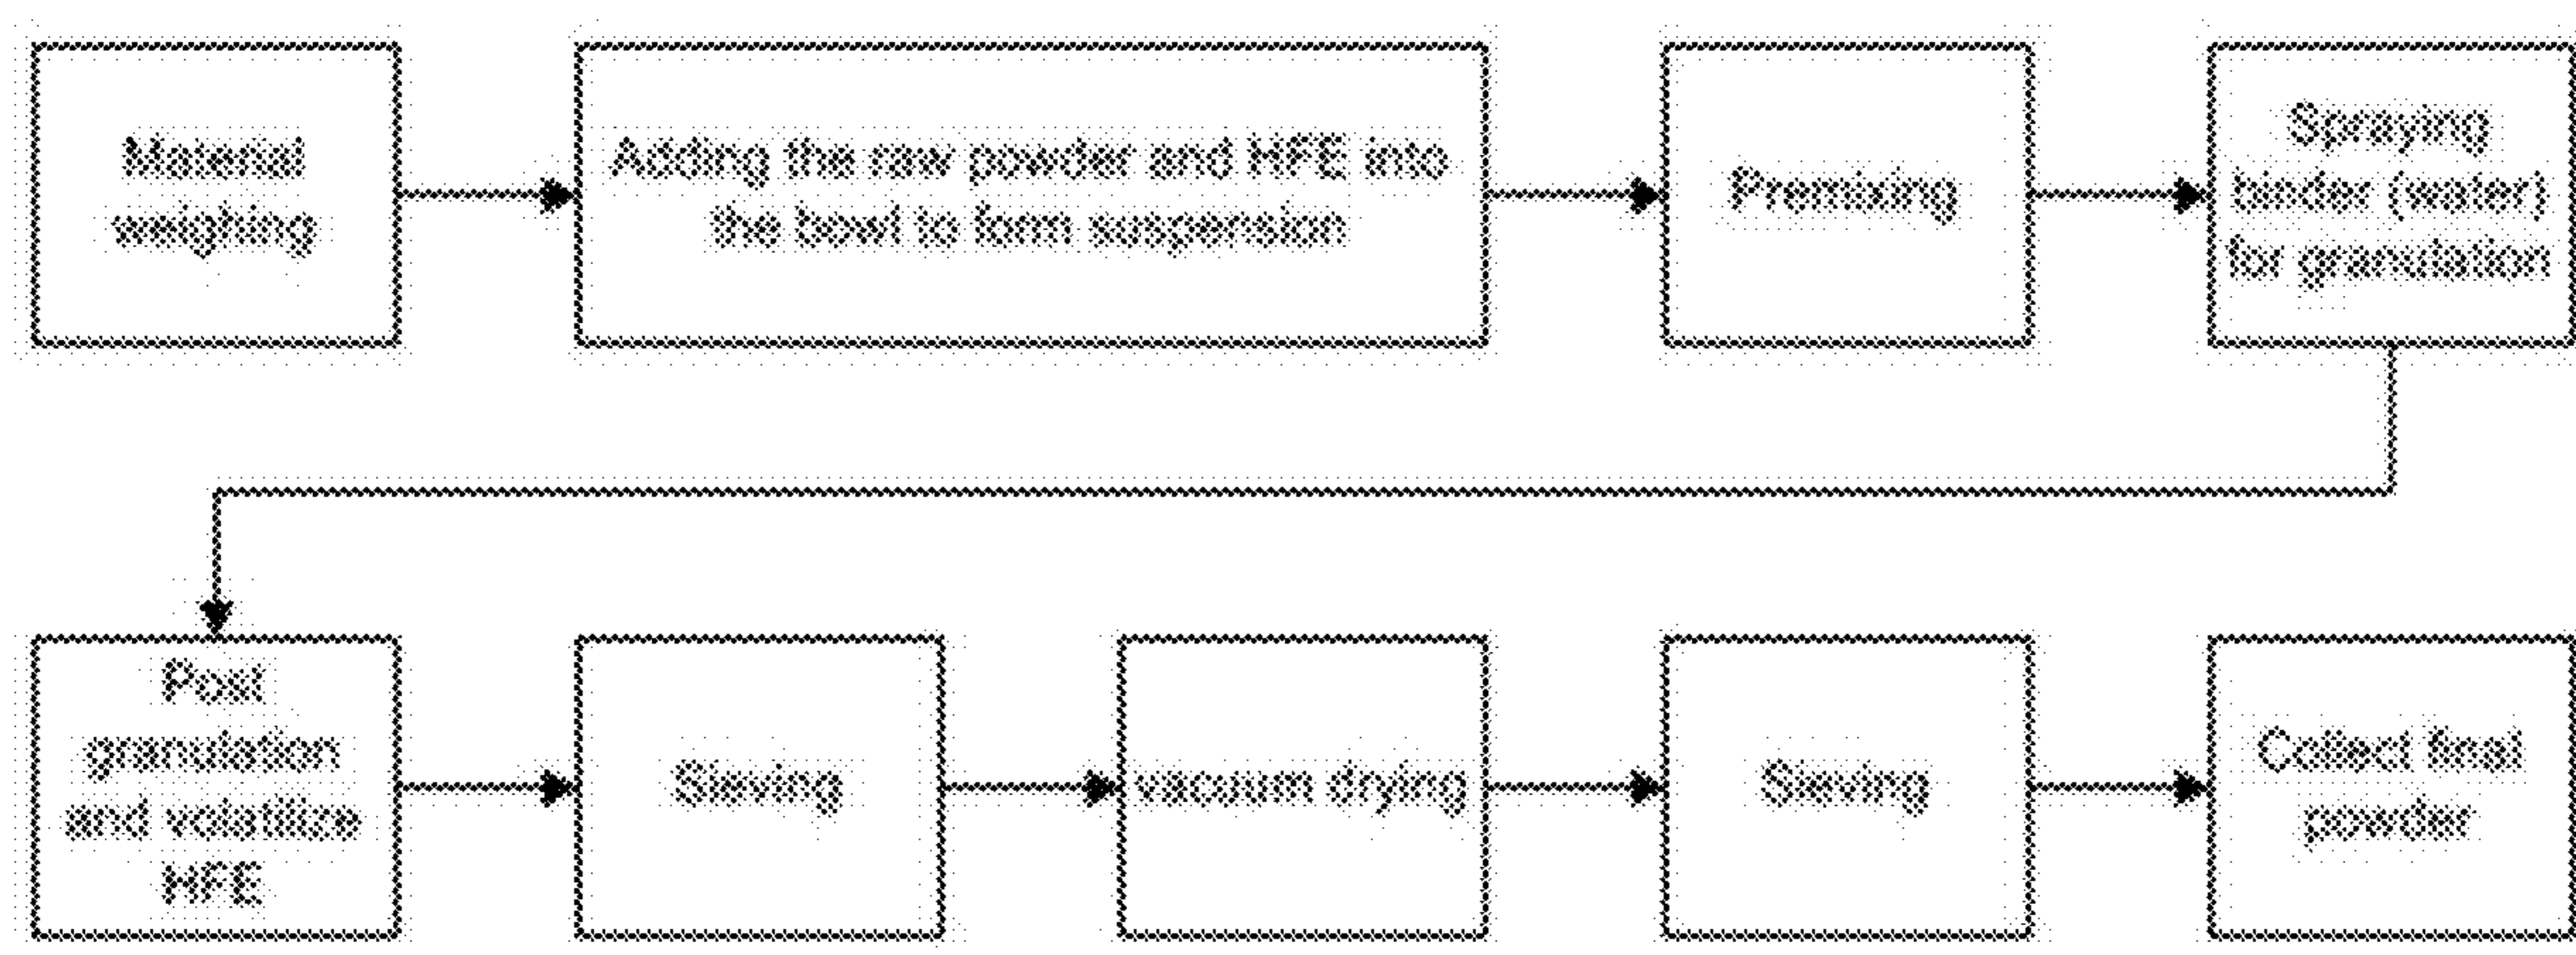 Material
weighing
Adding the raw powder and HFE into
the bowl to form suspension
Premixing
Spraying
binder (water)
for granulation
Post
granulation
and volatilize
HFE
Sieving
vacuum drying
Sieving
Collect final
powder